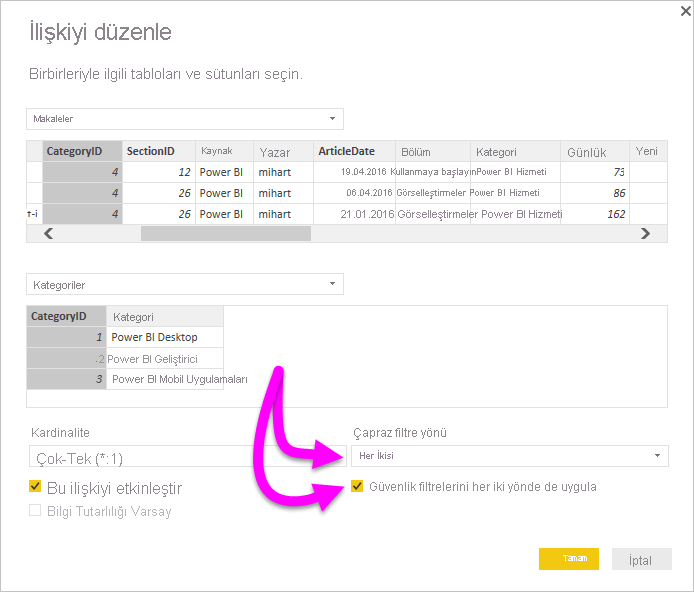 İlişkiyi düzenle
Birbirleriyle ilgili tabloları ve sütunları seçin.
Makaleler
CategoryID SectionID Kaynak Yazar ArticleDate Bölüm Kategori Günlük Yeni
4 12 Power BI mihart 19.04.2016 Kullanmaya başlayın Power BI Hizmeti 75
4 26 Power BI mihart 06.04.2016 Görselleştirmeler Power BI Hizmeti 86
r-i 4 26 Power BI mihart 21.01.2016 Görselleştirmeler Power BI Hizmeti 162
Kategoriler
CategoryID Kategori
1 Power BI Desktop
.2 Power BI Geliştirici
3 Power BI Mobil Uygulamaları
Kardinalite Çapraz filtre yönü
Çok-Tek (*:1) Her İkisi
Bu ilişkiyi etkinleştir Güvenlik filtrelerini her iki yönde de uygula
Bilgi Tutarlılığı Varsay
Tamam İptal